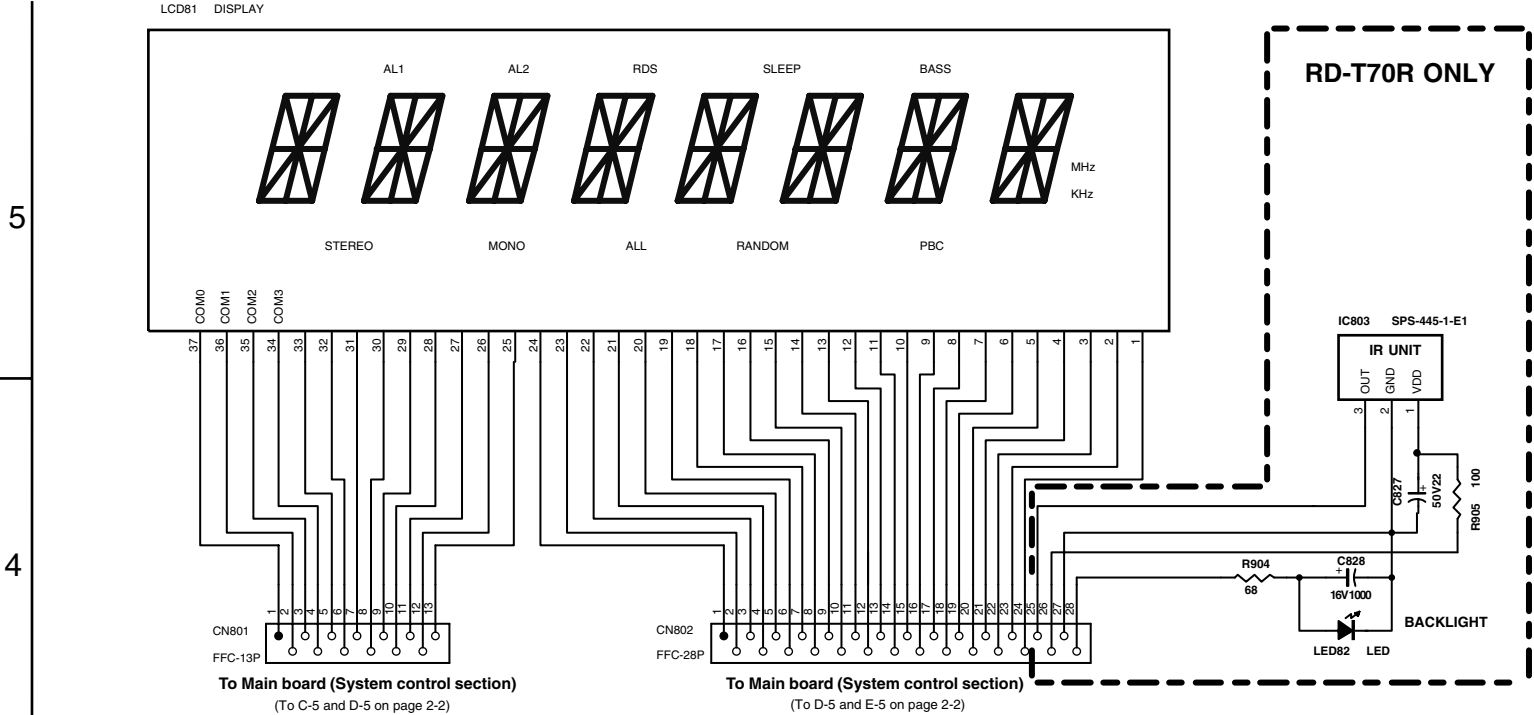 LCD81 DISPLAY
AL1 AL2 RDS SLEEP BASS
RD-T70R ONLY
MHz
KHz
5
STEREO MONO ALL RANDOM PBC
COM0 COM1 COM2 COM3
37 36 35 34 33 32 31 30 29 28 27 26 25 24 23 22 21 20 19 18 17 16 15 14 13 12 11 10 9 8 7 6 5 4 3 2 1
IC803 SPS-445-1-E1
IR UNIT
OUT GND VDD
3 2 1
C827
50V22
+
R905 100
4
R904
68
C828
+
16V1000
BACKLIGHT
LED82 LED
1 2 3 4 5 6 7 8 9 10 11 12 13
CN801
FFC-13P
1 2 3 4 5 6 7 8 9 10 11 12 13 14 15 16 17 18 19 20 21 22 23 24 25 26 27 28
CN802
FFC-28P
To Main board (System control section)
(To C-5 and D-5 on page 2-2)
To Main board (System control section)
(To D-5 and E-5 on page 2-2)